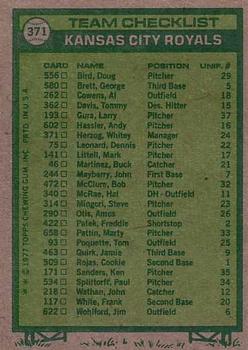 371
TEAM CHECKLIST
KANSAS CITY ROYALS
CARD NAME POSITION UNIF. #
556 Bird, Doug Pitcher 29
580 Brett, George Third Base 5
262 Cowens, Al Outfield 18
362 Davis, Tommy Des. Hitter 15
193 Gura, Larry Pitcher 37
602 Hassler, Andy Pitcher 16
371 Herzog, Whitey Manager 24
75 Leonard, Dennis Pitcher 22
141 Littell, Mark Pitcher 17
46 Martinez, Buck Catcher 21
244 Mayberry, John First Base 7
472 McClure, Bob Pitcher 32
340 McRae, Hal DH - Outfield 11
314 Mingori, Steve Pitcher 23
290 Otis, Amos Outfield 26
422 Patek, Freddie Shortstop 2
658 Pattin, Marty Pitcher 33
93 Poquette, Tom Outfield 25
463 Quirk, Jamie Third Base 9
509 Rojas, Cookie Second Base 1
171 Sanders, Ken Pitcher 35
534 Splittorff, Paul Pitcher 34
218 Wathan, John Catcher 12
117 White, Frank Second Base 20
622 Wohlford, Jim Outfield 6
© 1977 TOPPS CHEWING GUM, INC. PRTD. IN U.S.A.